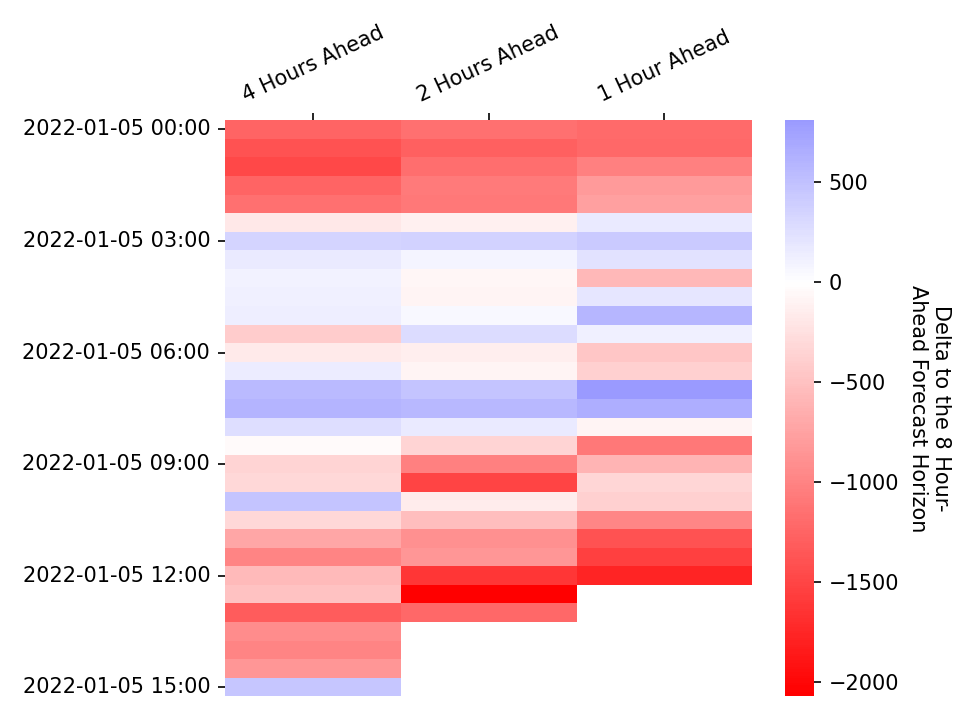 4 Hours Ahead
2 Hours Ahead
1 Hour Ahead
2022-01-05 00:00
2022-01-05 03:00
2022-01-05 06:00
2022-01-05 09:00
2022-01-05 12:00
2022-01-05 15:00
500
0
−500
−1000
−1500
−2000
Delta to the 8 Hour-
Ahead Forecast Horizon